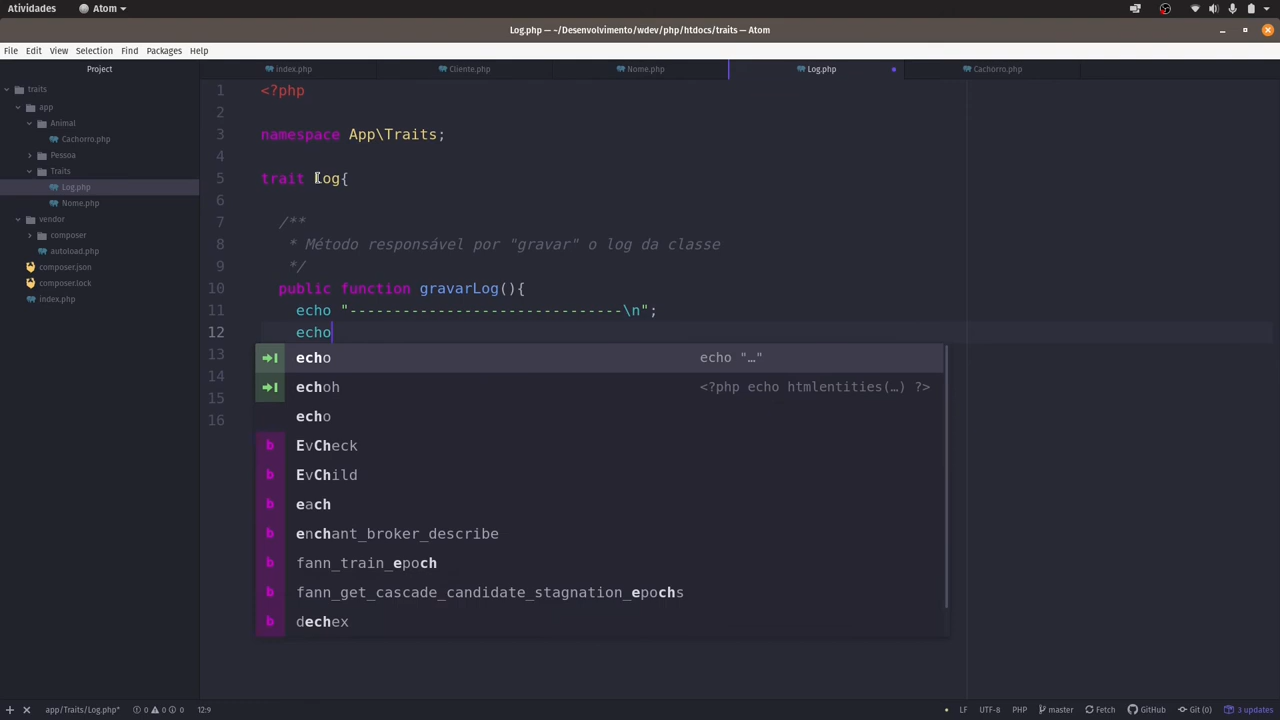 Atividades
Atom
Log.php — ~/Desenvolvimento/wdev/php/htdocs/traits — Atom
File Edit View Selection Find Packages Help
Project
index.php
Cliente.php
Nome.php
Log.php
Cachorro.php
traits
app
Animal
Cachorro.php
Pessoa
Traits
Log.php
Nome.php
vendor
composer
autoload.php
composer.json
composer.lock
index.php
1 <?php
2
3 namespace App\Traits;
4
5 trait Log{
6
7 /**
8 * Método responsável por "gravar" o log da classe
9 */
10 public function gravarLog(){
11 echo "-------------------------------\n";
12 echo
13
14
15
16
echo echo "…"
echoh <?php echo htmlentities(…) ?>
echo
b EvCheck
b EvChild
b each
b enchant_broker_describe
b fann_train_epoch
b fann_get_cascade_candidate_stagnation_epochs
b dechex
app/Traits/Log.php* 0 0 0 12:9
LF UTF-8 PHP master Fetch GitHub Git (0) 3 updates